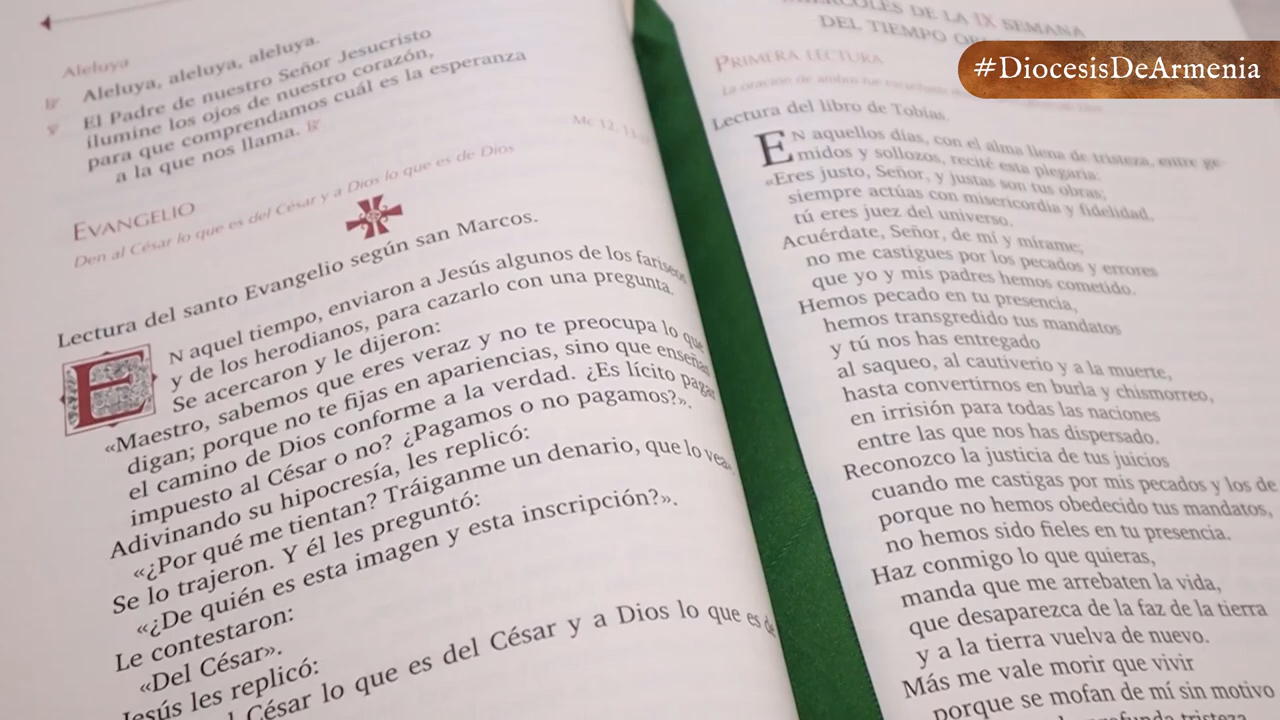 #DiocesisDeArmenia
Aleluya
℣ Aleluya, aleluya, aleluya.
℣ El Padre de nuestro Señor Jesucristo
ilumine los ojos de nuestro corazón,
para que comprendamos cuál es la esperanza
a la que nos llama. ℟
Mc 12, 13-
EVANGELIO
Den al César lo que es del César y a Dios lo que es de Dios
Lectura del santo Evangelio según san Marcos.
EN aquel tiempo, enviaron a Jesús algunos de los fariseos
y de los herodianos, para cazarlo con una pregunta.
Se acercaron y le dijeron:
«Maestro, sabemos que eres veraz y no te preocupa lo que
digan; porque no te fijas en apariencias, sino que enseñas
el camino de Dios conforme a la verdad. ¿Es lícito pagar
impuesto al César o no? ¿Pagamos o no pagamos?».
Adivinando su hipocresía, les replicó:
«¿Por qué me tientan? Tráiganme un denario, que lo vea».
Se lo trajeron. Y él les preguntó:
«¿De quién es esta imagen y esta inscripción?».
Le contestaron:
«Del César».
Jesús les replicó:
César lo que es del César y a Dios lo que es de
DE LA IX SEMANA
DEL TIEMPO
PRIMERA LECTURA
La oración de ambos fue
Lectura del libro de Tobías.
EN aquellos días, con el alma llena de tristeza, entre ge-
midos y sollozos, recité esta plegaria:
«Eres justo, Señor, y justas son tus obras;
siempre actúas con misericordia y fidelidad,
tú eres juez del universo.
Acuérdate, Señor, de mí y mírame;
no me castigues por los pecados y errores
que yo y mis padres hemos cometido.
Hemos pecado en tu presencia,
hemos transgredido tus mandatos
y tú nos has entregado
al saqueo, al cautiverio y a la muerte,
hasta convertirnos en burla y chismorreo,
en irrisión para todas las naciones
entre las que nos has dispersado.
Reconozco la justicia de tus juicios
cuando me castigas por mis pecados y los de
porque no hemos obedecido tus mandatos,
no hemos sido fieles en tu presencia.
Haz conmigo lo que quieras,
manda que me arrebaten la vida,
que desaparezca de la faz de la tierra
y a la tierra vuelva de nuevo.
Más me vale morir que vivir
porque se mofan de mí sin motivo
profunda tristeza